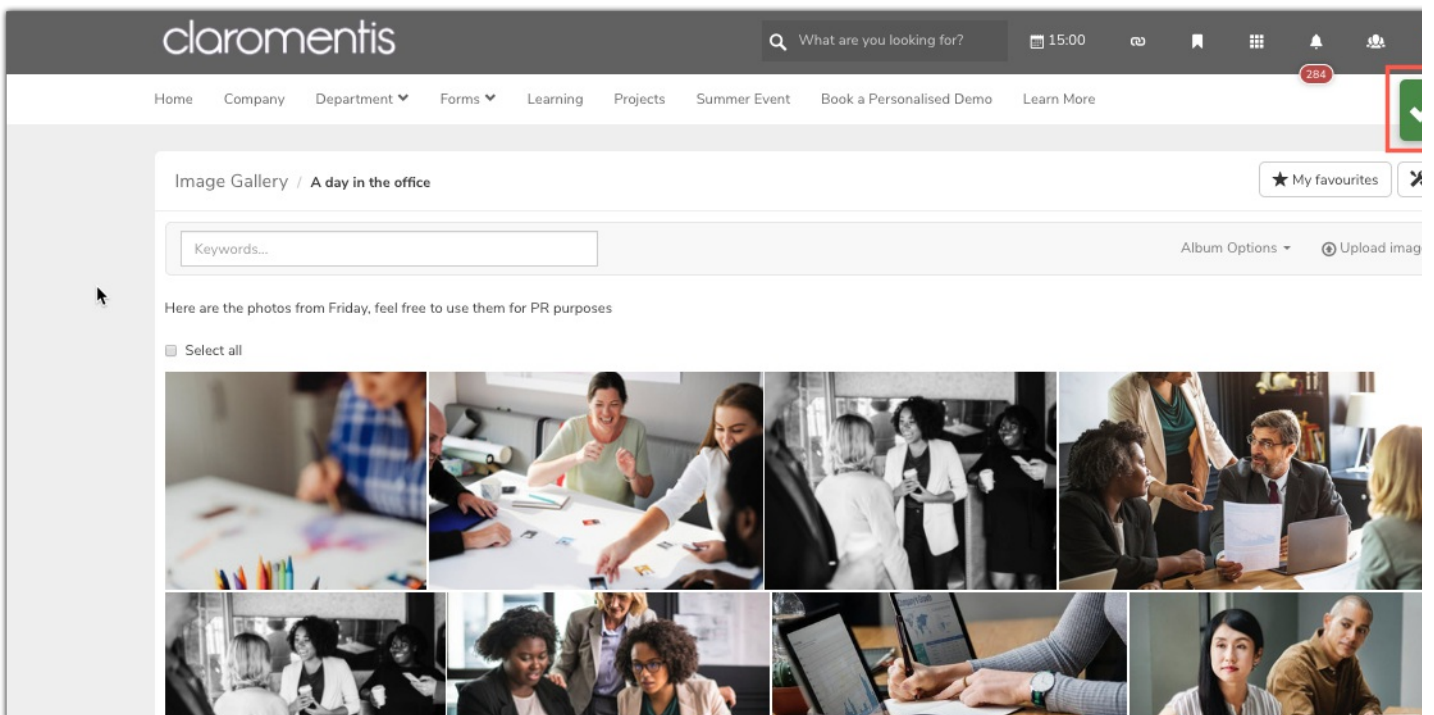 claromentis
What are you looking for?
15:00
284
Home Company Department Forms Learning Projects Summer Event Book a Personalised Demo Learn More
Image Gallery / A day in the office
My favourites
Keywords...
Album Options
Upload imag
Here are the photos from Friday, feel free to use them for PR purposes
Select all